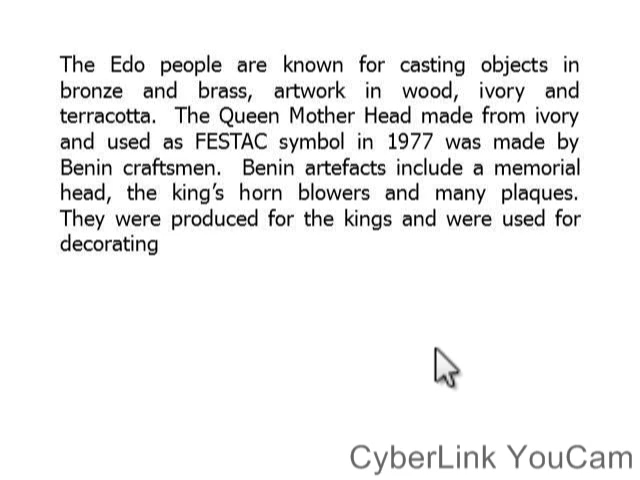 The Edo people are known for casting objects in
bronze and brass, artwork in wood, ivory and
terracotta. The Queen Mother Head made from ivory
and used as FESTAC symbol in 1977 was made by
Benin craftsmen. Benin artefacts include a memorial
head, the king's horn blowers and many plaques.
They were produced for the kings and were used for
decorating
CyberLink YouCam